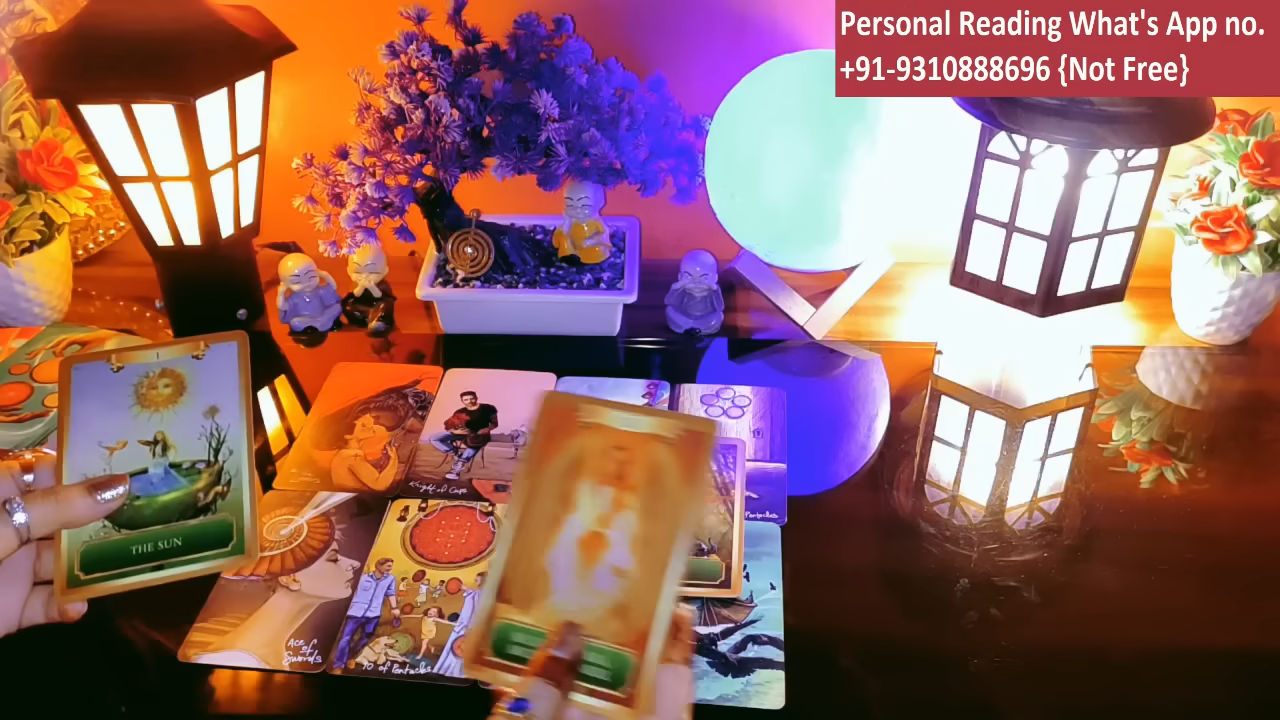 Personal Reading What's App no.
+91-9310888696 {Not Free}
THE SUN
Knight of Cups
Pentacles
Ace
of
Swords
10 of Pentacles